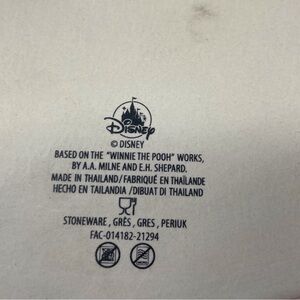 Disney
© DISNEY
BASED ON THE "WINNIE THE POOH" WORKS,
BY A.A. MILNE AND E.H. SHEPARD.
MADE IN THAILAND/FABRIQUÉ EN THAÏLANDE
HECHO EN TAILANDIA /DIBUAT DI THAILAND
STONEWARE, GRÈS, GRES, PERIUK
FAC-014182-21294